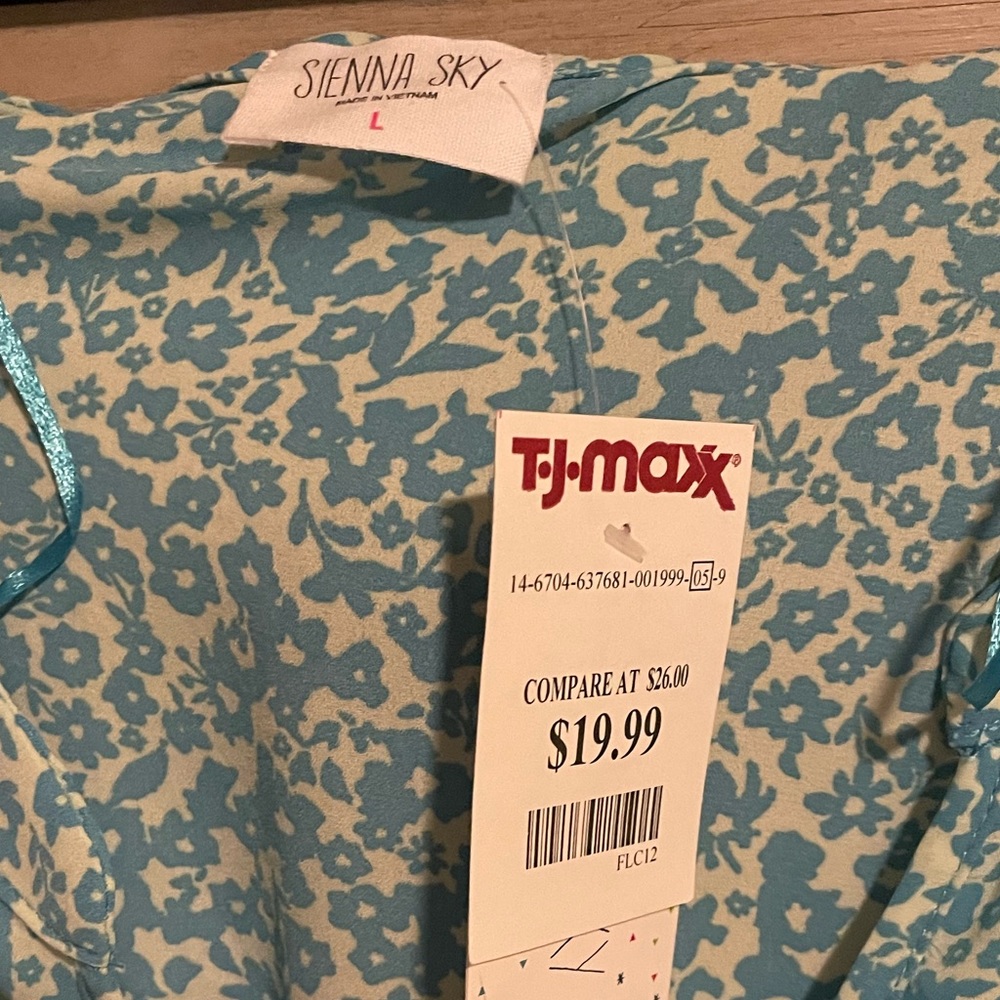 SIENNA SKY
MADE IN VIETNAM
L
T·J·maxx®
14-6704-637681-001999-05-9
COMPARE AT $26.00
$19.99
FLC12